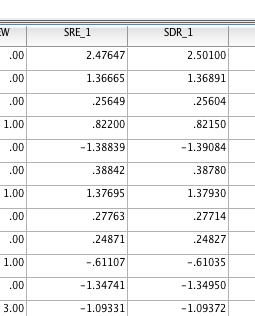 EW SRE_1 SDR_1
.00 2.47647 2.50100
.00 1.36665 1.36891
.00 .25649 .25604
1.00 .82200 .82150
.00 -1.38839 -1.39084
.00 .38842 .38780
1.00 1.37695 1.37930
.00 .27763 .27714
.00 .24871 .24827
1.00 -.61107 -.61035
.00 -1.34741 -1.34950
3.00 -1.09331 -1.09372